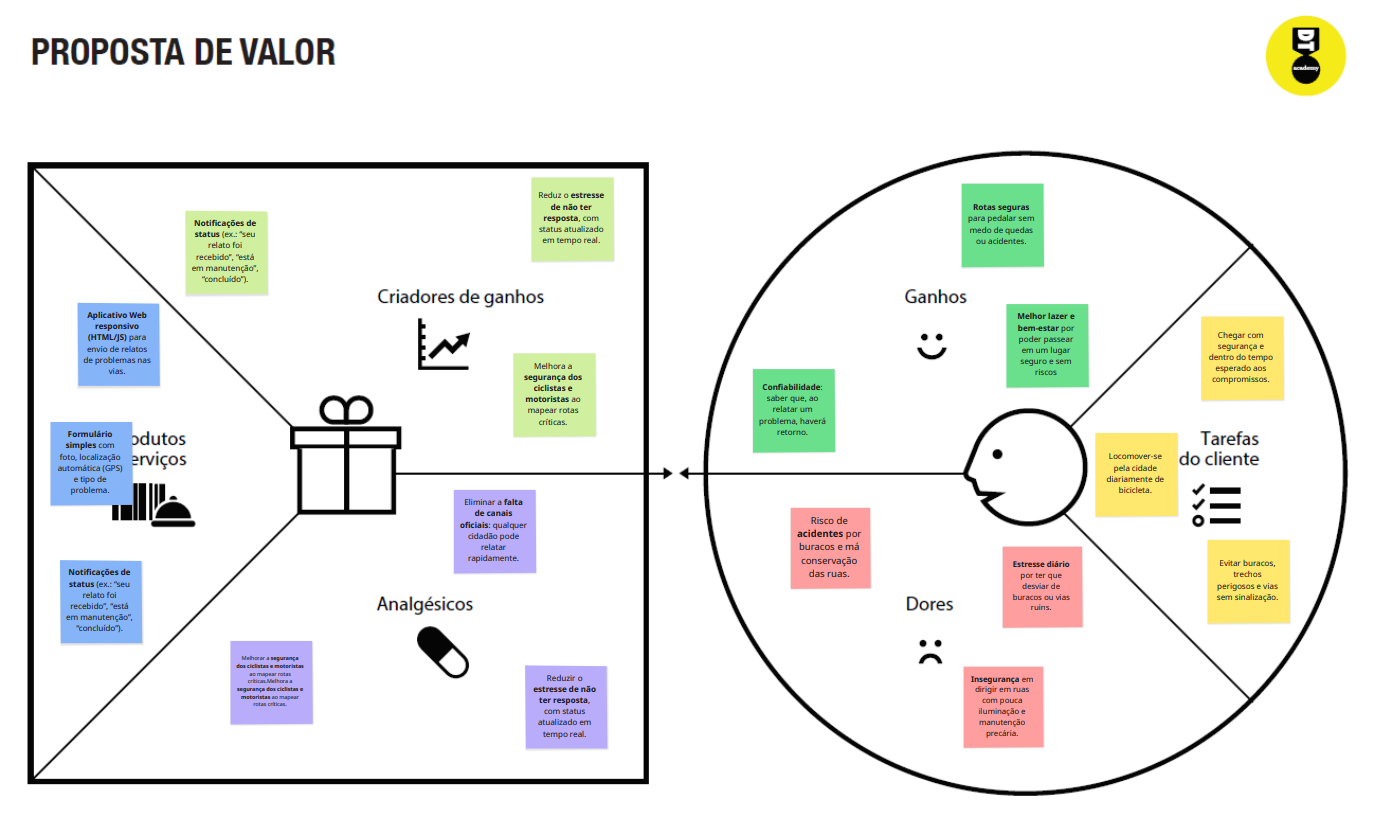 PROPOSTA DE VALOR
DT
academy
Notificações de
status (ex.: “seu
relato foi
recebido”, “está
em manutenção”,
“concluído”).
Reduz o estresse
de não ter
resposta, com
status atualizado
em tempo real.
Criadores de ganhos
Melhora a
segurança dos
ciclistas e
motoristas ao
mapear rotas
críticas.
Aplicativo Web
responsivo
(HTML/JS) para
envio de relatos
de problemas nas
vias.
Formulário
simples com
foto, localização
automática (GPS)
e tipo de
problema.
odutos
erviços
Notificações de
status (ex.: “seu
relato foi
recebido”, “está
em manutenção”,
“concluído”).
Eliminar a falta
de canais
oficiais: qualquer
cidadão pode
relatar
rapidamente.
Analgésicos
Melhorar a segurança
dos ciclistas e motoristas
ao mapear rotas
críticas.Melhora a
segurança dos ciclistas e
motoristas ao mapear
rotas críticas.
Reduzir o
estresse de não
ter resposta,
com status
atualizado em
tempo real.
Rotas seguras
para pedalar sem
medo de quedas
ou acidentes.
Ganhos
Melhor lazer e
bem-estar por
poder passear
em um lugar
seguro e sem
riscos
Confiabilidade:
saber que, ao
relatar um
problema, haverá
retorno.
Chegar com
segurança e
dentro do tempo
esperado aos
compromissos.
Locomover-se
pela cidade
diariamente de
bicicleta.
Tarefas
do cliente
Evitar buracos,
trechos
perigosos e vias
sem sinalização.
Risco de
acidentes por
buracos e má
conservação
das ruas.
Estresse diário
por ter que
desviar de
buracos ou vias
ruins.
Dores
Insegurança em
dirigir em ruas
com pouca
iluminação e
manutenção
precária.